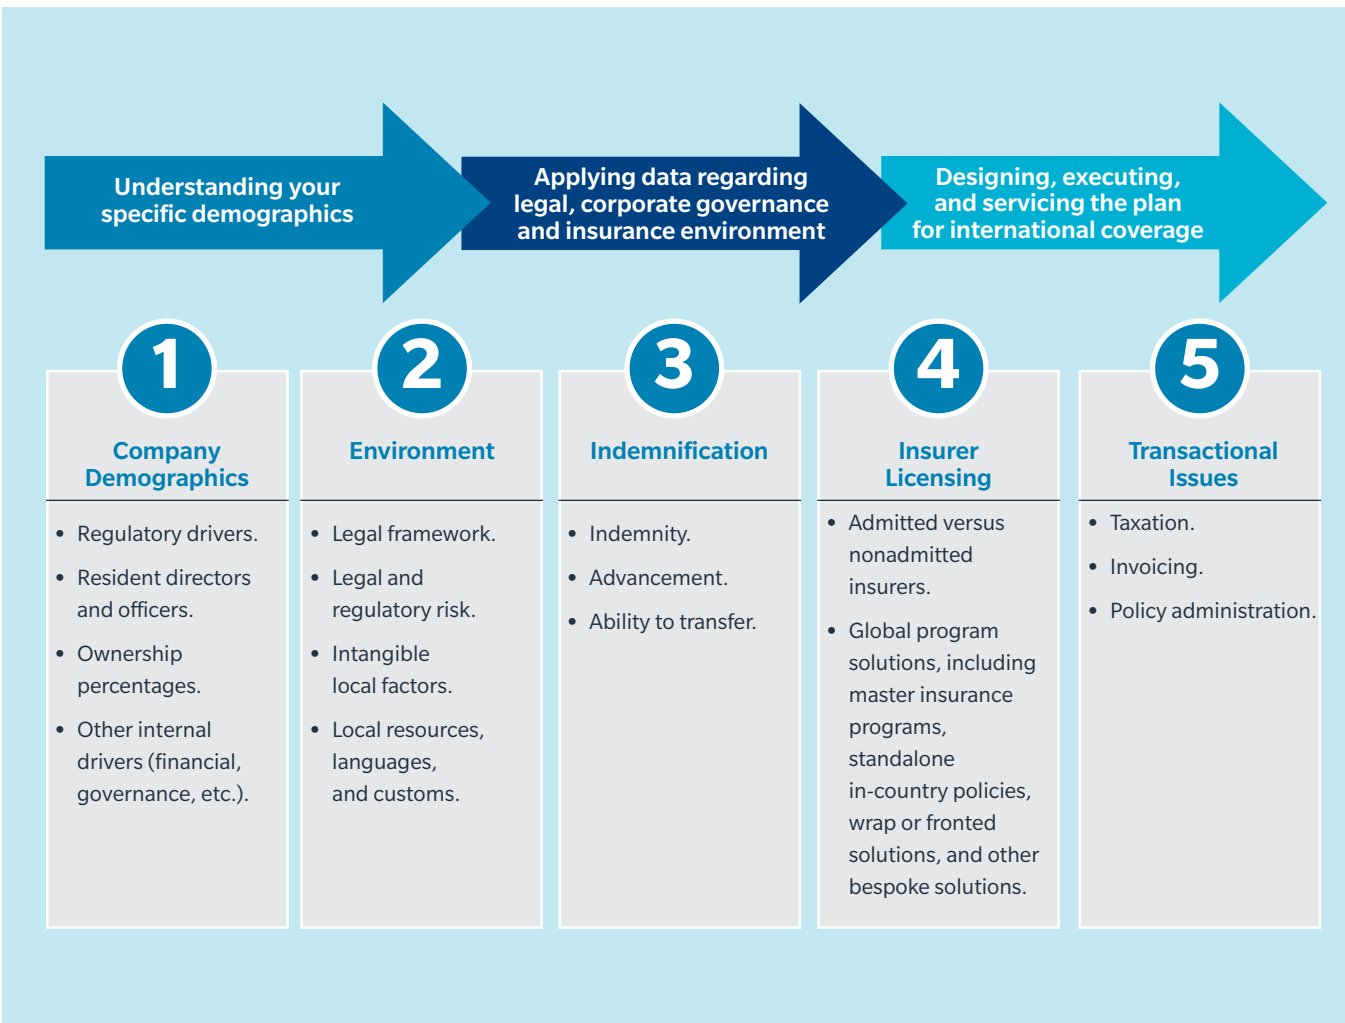 Understanding your
specific demographics
Applying data regarding
legal, corporate governance
and insurance environment
Designing, executing,
and servicing the plan
for international coverage
1
Company
Demographics
• Regulatory drivers.
• Resident directors
and officers.
• Ownership
percentages.
• Other internal
drivers (financial,
governance, etc.).
2
Environment
• Legal framework.
• Legal and
regulatory risk.
• Intangible
local factors.
• Local resources,
languages,
and customs.
3
Indemnification
• Indemnity.
• Advancement.
• Ability to transfer.
4
Insurer
Licensing
• Admitted versus
nonadmitted
insurers.
• Global program
solutions, including
master insurance
programs,
standalone
in-country policies,
wrap or fronted
solutions, and other
bespoke solutions.
5
Transactional
Issues
• Taxation.
• Invoicing.
• Policy administration.